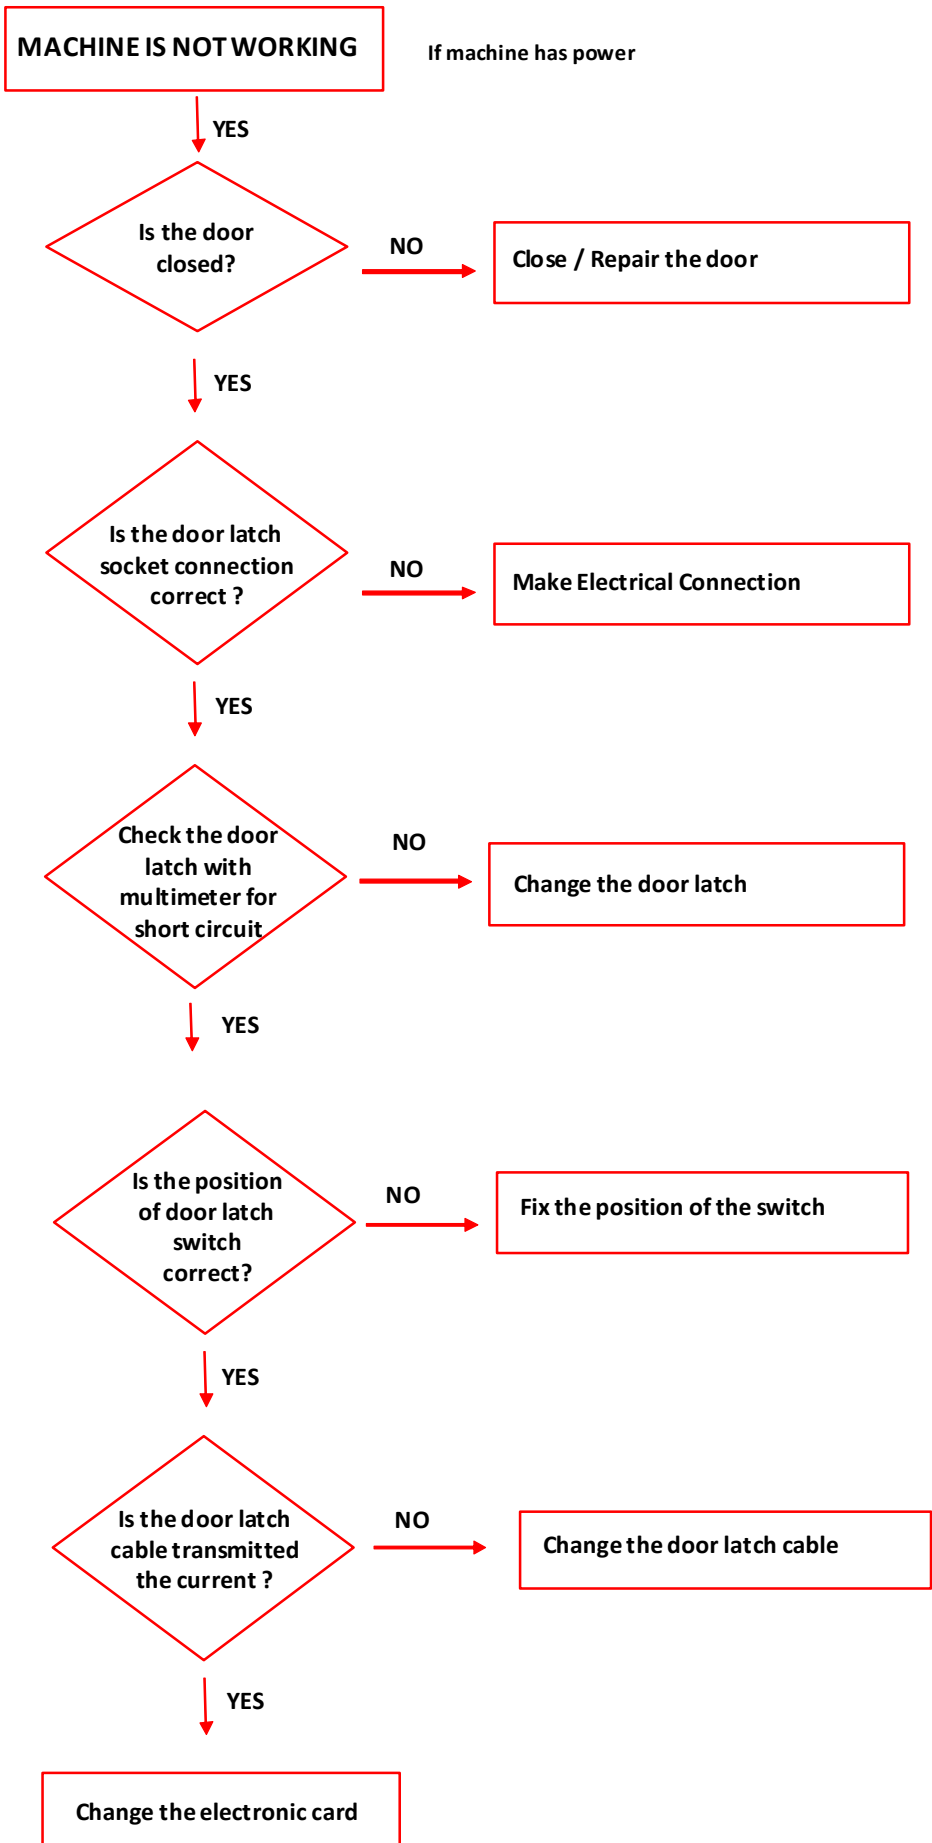 MACHINE IS NOT WORKING
If machine has power
YES
Is the door
closed?
NO
Close / Repair the door
YES
Is the door latch
socket connection
correct ?
NO
Make Electrical Connection
YES
Check the door
latch with
multimeter for
short circuit
NO
Change the door latch
YES
Is the position
of door latch
switch
correct?
NO
Fix the position of the switch
YES
Is the door latch
cable transmitted
the current ?
NO
Change the door latch cable
YES
Change the electronic card